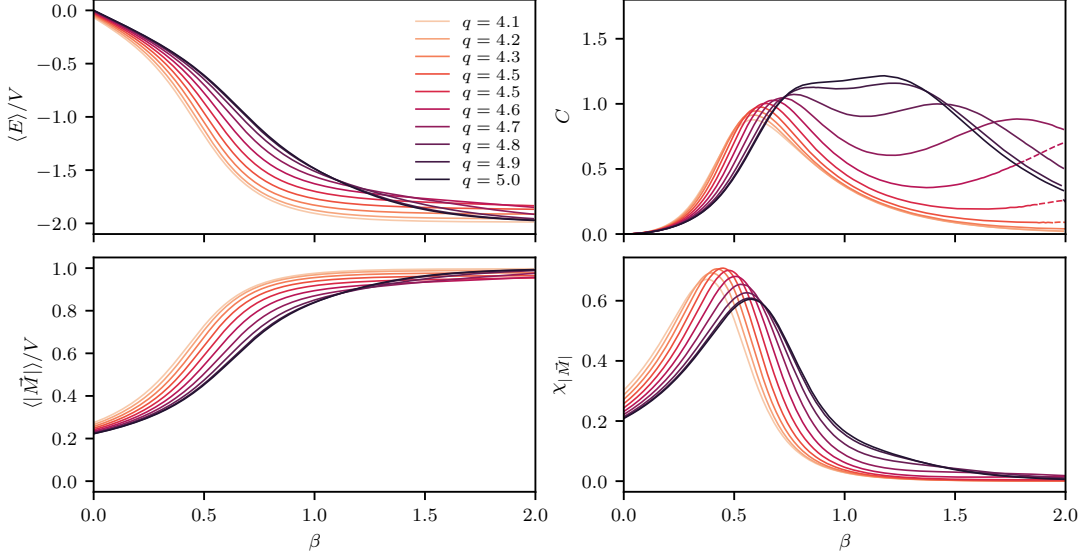 0.0
−0.5
−1.0
−1.5
−2.0
⟨E⟩/V
q = 4.1
q = 4.2
q = 4.3
q = 4.5
q = 4.5
q = 4.6
q = 4.7
q = 4.8
q = 4.9
q = 5.0
1.5
1.0
0.5
0.0
C
1.0
0.8
0.6
0.4
0.2
0.0
⟨|M⃗|⟩/V
0.0 0.5 1.0 1.5 2.0
β
0.6
0.4
0.2
0.0
χ|M⃗|
0.0 0.5 1.0 1.5 2.0
β